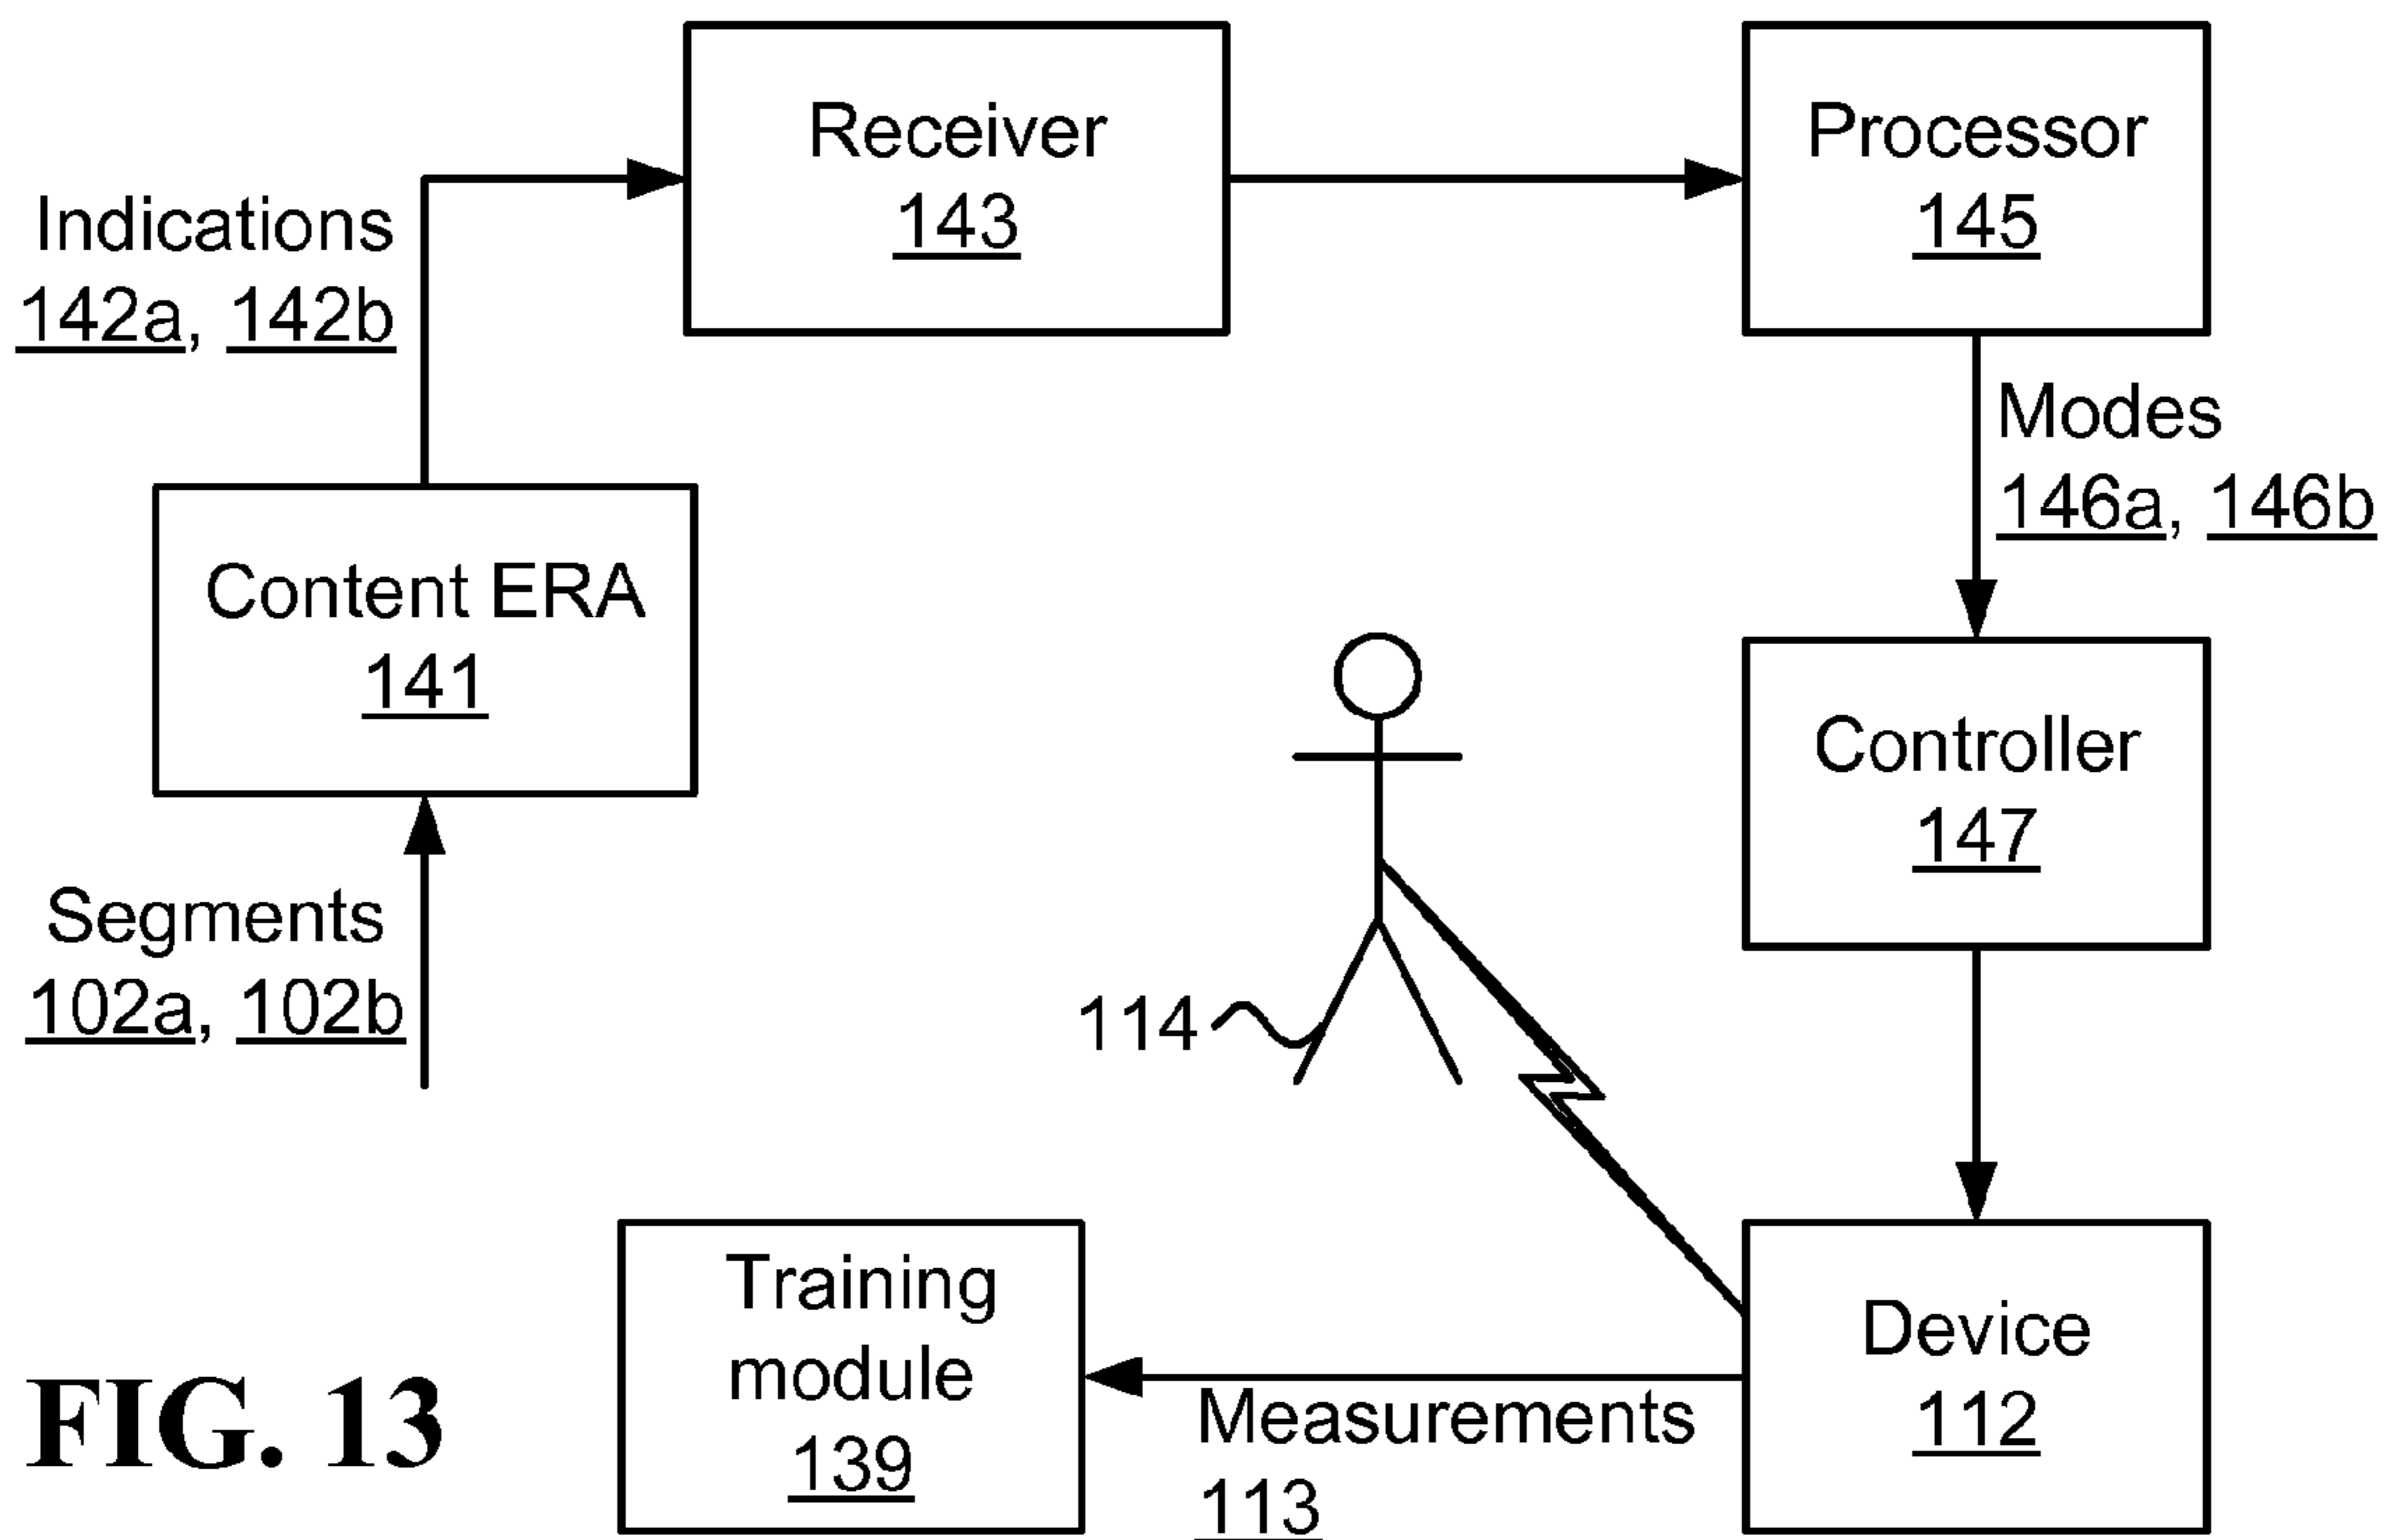 Receiver
143
Processor
145
Indications
142a, 142b
Modes
146a, 146b
Content ERA
141
Controller
147
Segments
102a, 102b
114
Training
module
139
Measurements
113
Device
112
FIG. 13